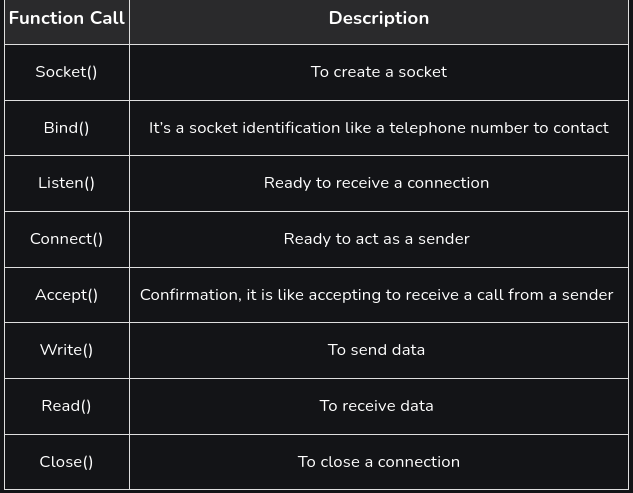 Function Call Description
Socket() To create a socket
Bind() It's a socket identification like a telephone number to contact
Listen() Ready to receive a connection
Connect() Ready to act as a sender
Accept() Confirmation, it is like accepting to receive a call from a sender
Write() To send data
Read() To receive data
Close() To close a connection